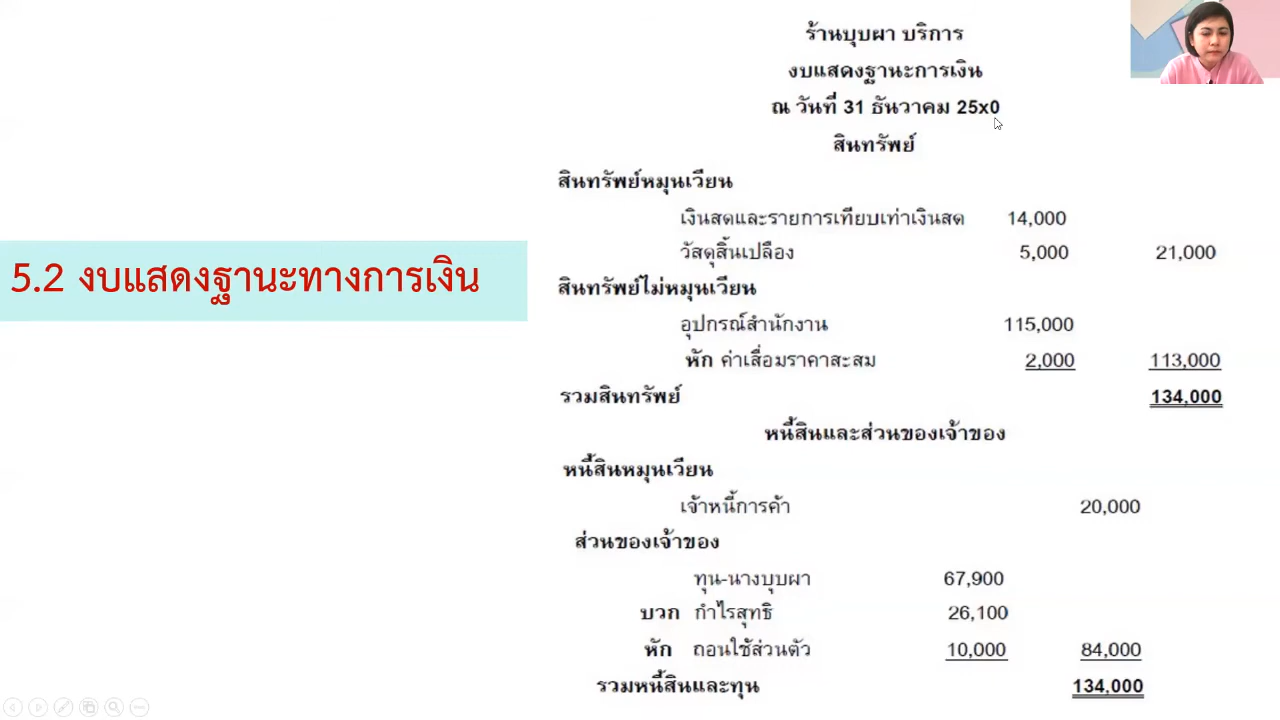 ร้านบุบผา บริการ
งบแสดงฐานะการเงิน
ณ วันที่ 31 ธันวาคม 25x0
สินทรัพย์
สินทรัพย์หมุนเวียน
เงินสดและรายการเทียบเท่าเงินสด 14,000
วัสดุสิ้นเปลือง 5,000 21,000
5.2 งบแสดงฐานะทางการเงิน
สินทรัพย์ไม่หมุนเวียน
อุปกรณ์สำนักงาน 115,000
หัก ค่าเสื่อมราคาสะสม 2,000 113,000
รวมสินทรัพย์ 134,000
หนี้สินและส่วนของเจ้าของ
หนี้สินหมุนเวียน
เจ้าหนี้การค้า 20,000
ส่วนของเจ้าของ
ทุน-นางบุบผา 67,900
บวก กำไรสุทธิ 26,100
หัก ถอนใช้ส่วนตัว 10,000 84,000
รวมหนี้สินและทุน 134,000